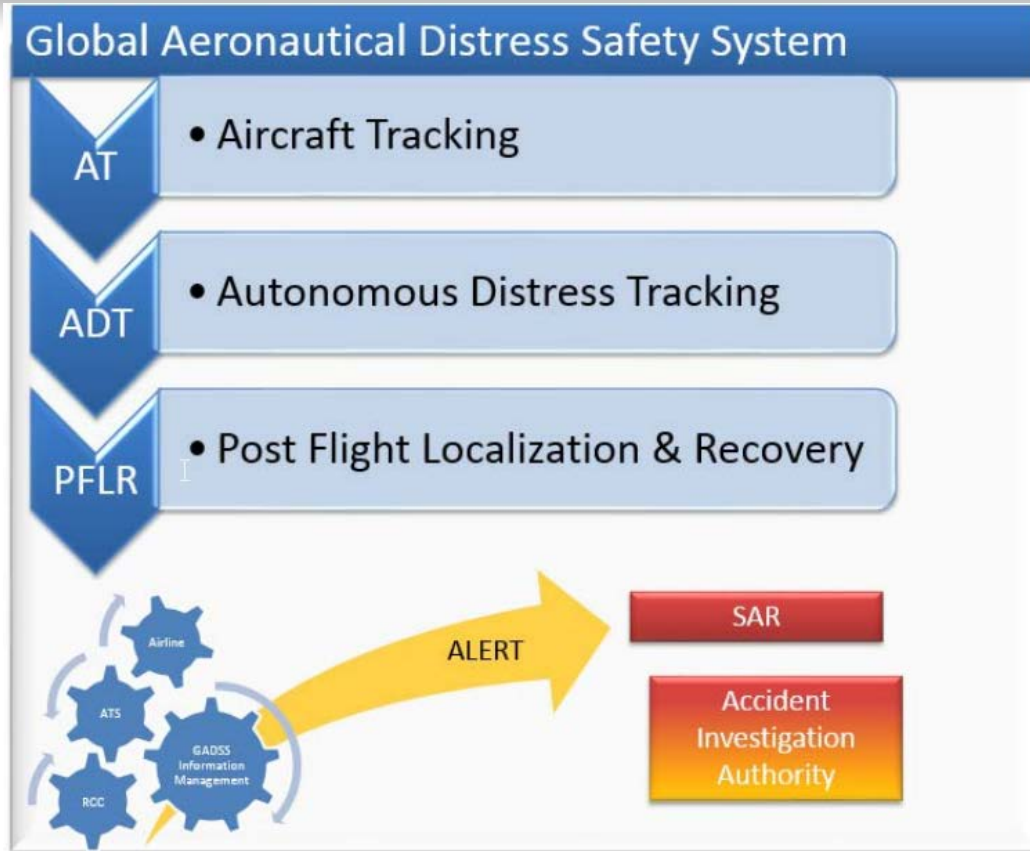 Global Aeronautical Distress Safety System
AT
• Aircraft Tracking
ADT
• Autonomous Distress Tracking
PFLR
• Post Flight Localization & Recovery
Airline
ATS
RCC
GADSS
Information
Management
ALERT
SAR
Accident
Investigation
Authority